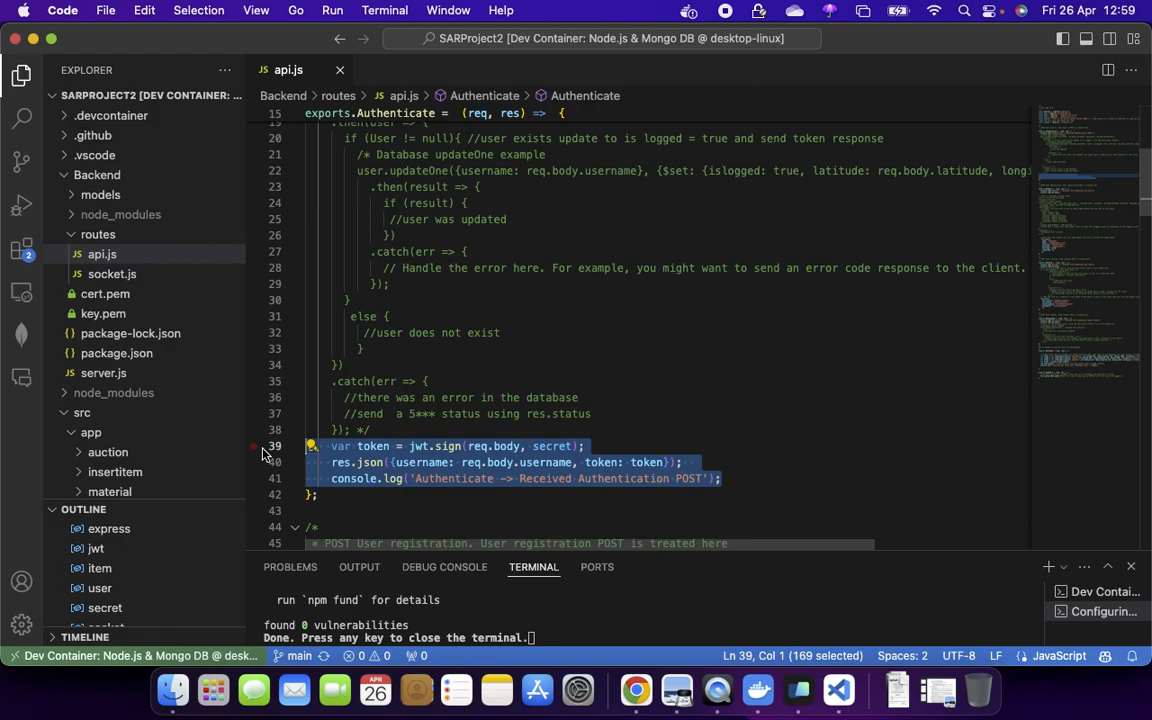 Code File Edit Selection View Go Run Terminal Window Help Fri 26 Apr 12:59
SARProject2 [Dev Container: Node.js & Mongo DB @ desktop-linux]
EXPLORER
SARPROJECT2 [DEV CONTAINER: ...
.devcontainer
.github
.vscode
Backend
models
node_modules
routes
JS api.js
JS socket.js
cert.pem
key.pem
{} package-lock.json
{} package.json
JS server.js
node_modules
src
app
auction
insertitem
material
OUTLINE
express
jwt
item
user
secret
TIMELINE
2
JS api.js
Backend > routes > JS api.js > Authenticate > Authenticate
15 exports.Authenticate = (req, res) => {
19 .then(user => {
20 if (User != null){ //user exists update to is logged = true and send token response
21 /* Database updateOne example
22 user.updateOne({username: req.body.username}, {$set: {islogged: true, latitude: req.body.latitude, longi
23 .then(result => {
24 if (result) {
25 //user was updated
26 })
27 .catch(err => {
28 // Handle the error here. For example, you might want to send an error code response to the client.
29 });
30 }
31 else {
32 //user does not exist
33 }
34 })
35 .catch(err => {
36 //there was an error in the database
37 //send a 5*** status using res.status
38 }); */
39 var token = jwt.sign(req.body, secret);
40 res.json({username: req.body.username, token: token});
41 console.log('Authenticate -> Received Authentication POST');
42 };
43
44 /*
45 * POST User registration. User registration POST is treated here
PROBLEMS OUTPUT DEBUG CONSOLE TERMINAL PORTS
run `npm fund` for details
found 0 vulnerabilities
Done. Press any key to close the terminal.
Dev Contai...
Configurin...
Dev Container: Node.js & Mongo DB @ desk... main 0 0 0 Ln 39, Col 1 (169 selected) Spaces: 2 UTF-8 LF {} JavaScript
APR
26